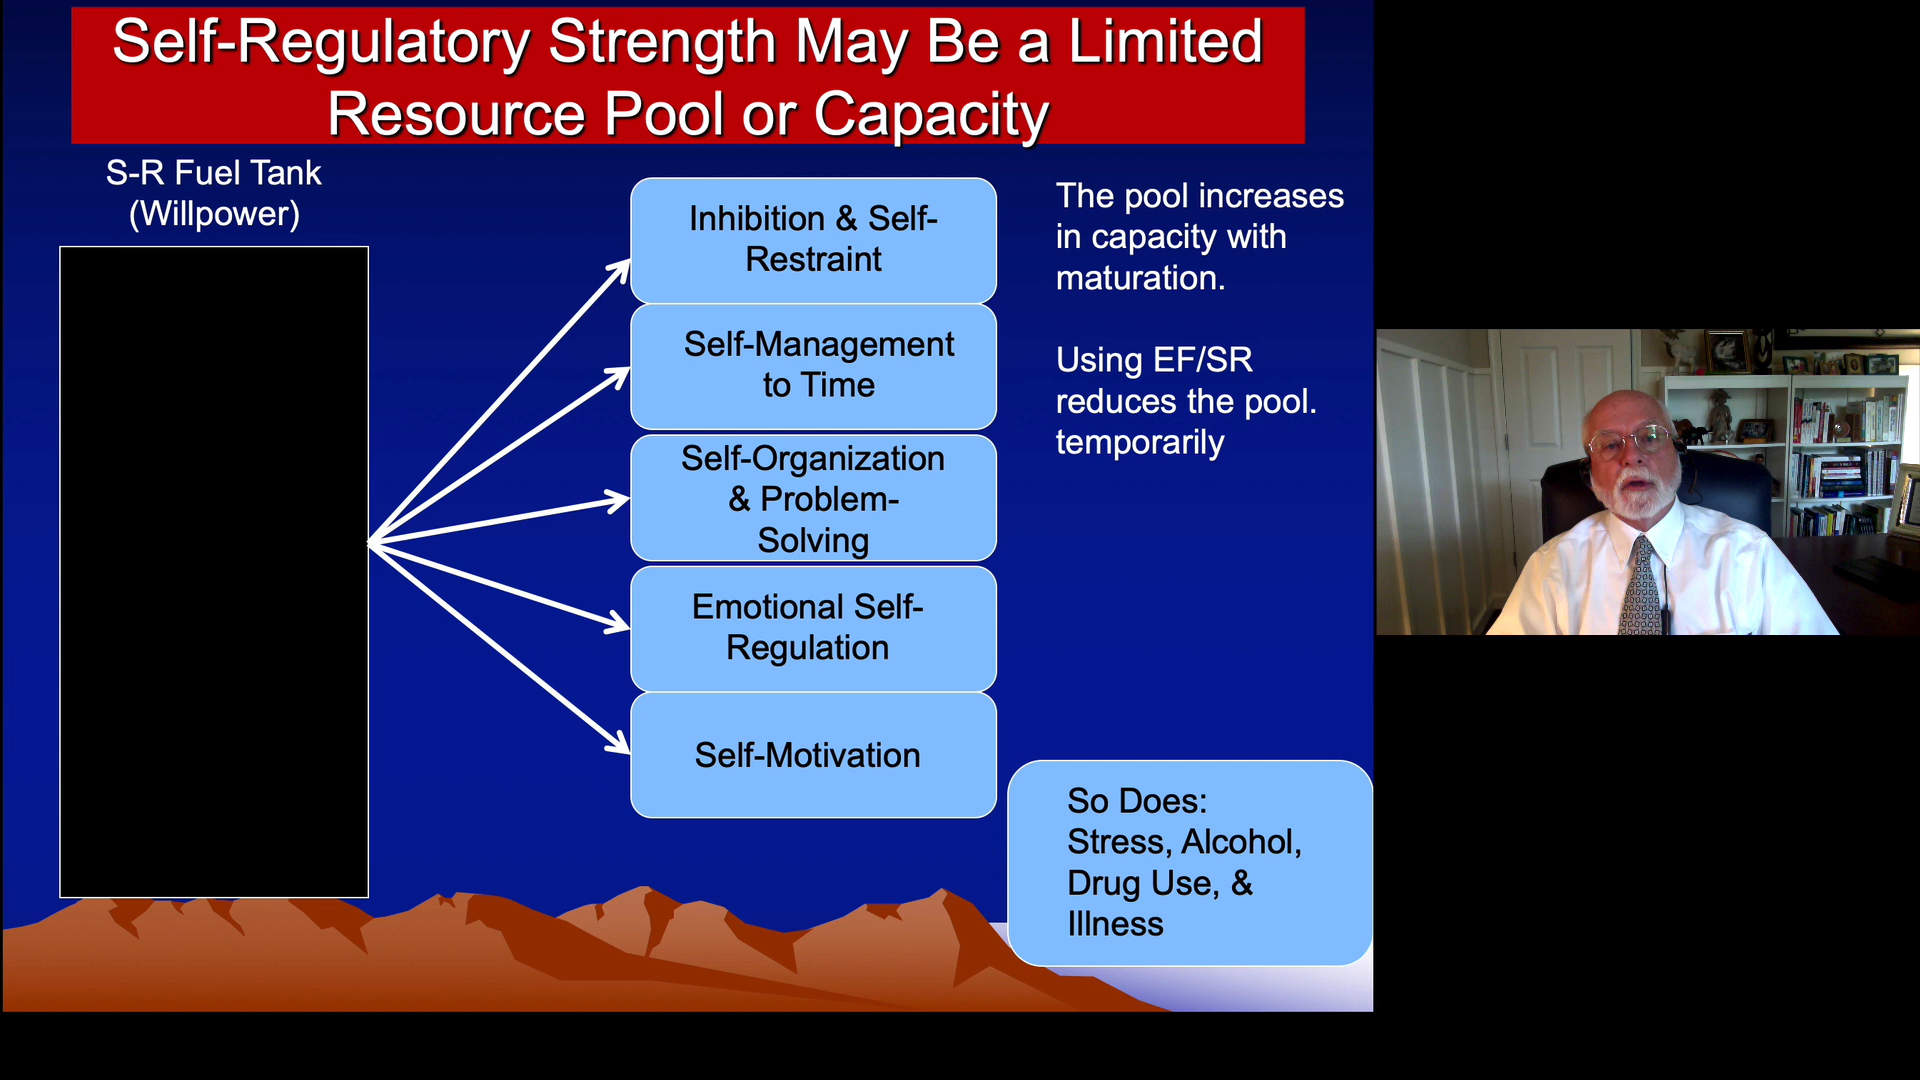 Self-Regulatory Strength May Be a Limited
Resource Pool or Capacity
S-R Fuel Tank
(Willpower)
Inhibition & Self-
Restraint
Self-Management
to Time
Self-Organization
& Problem-
Solving
Emotional Self-
Regulation
Self-Motivation
The pool increases
in capacity with
maturation.
Using EF/SR
reduces the pool.
temporarily
So Does:
Stress, Alcohol,
Drug Use, &
Illness